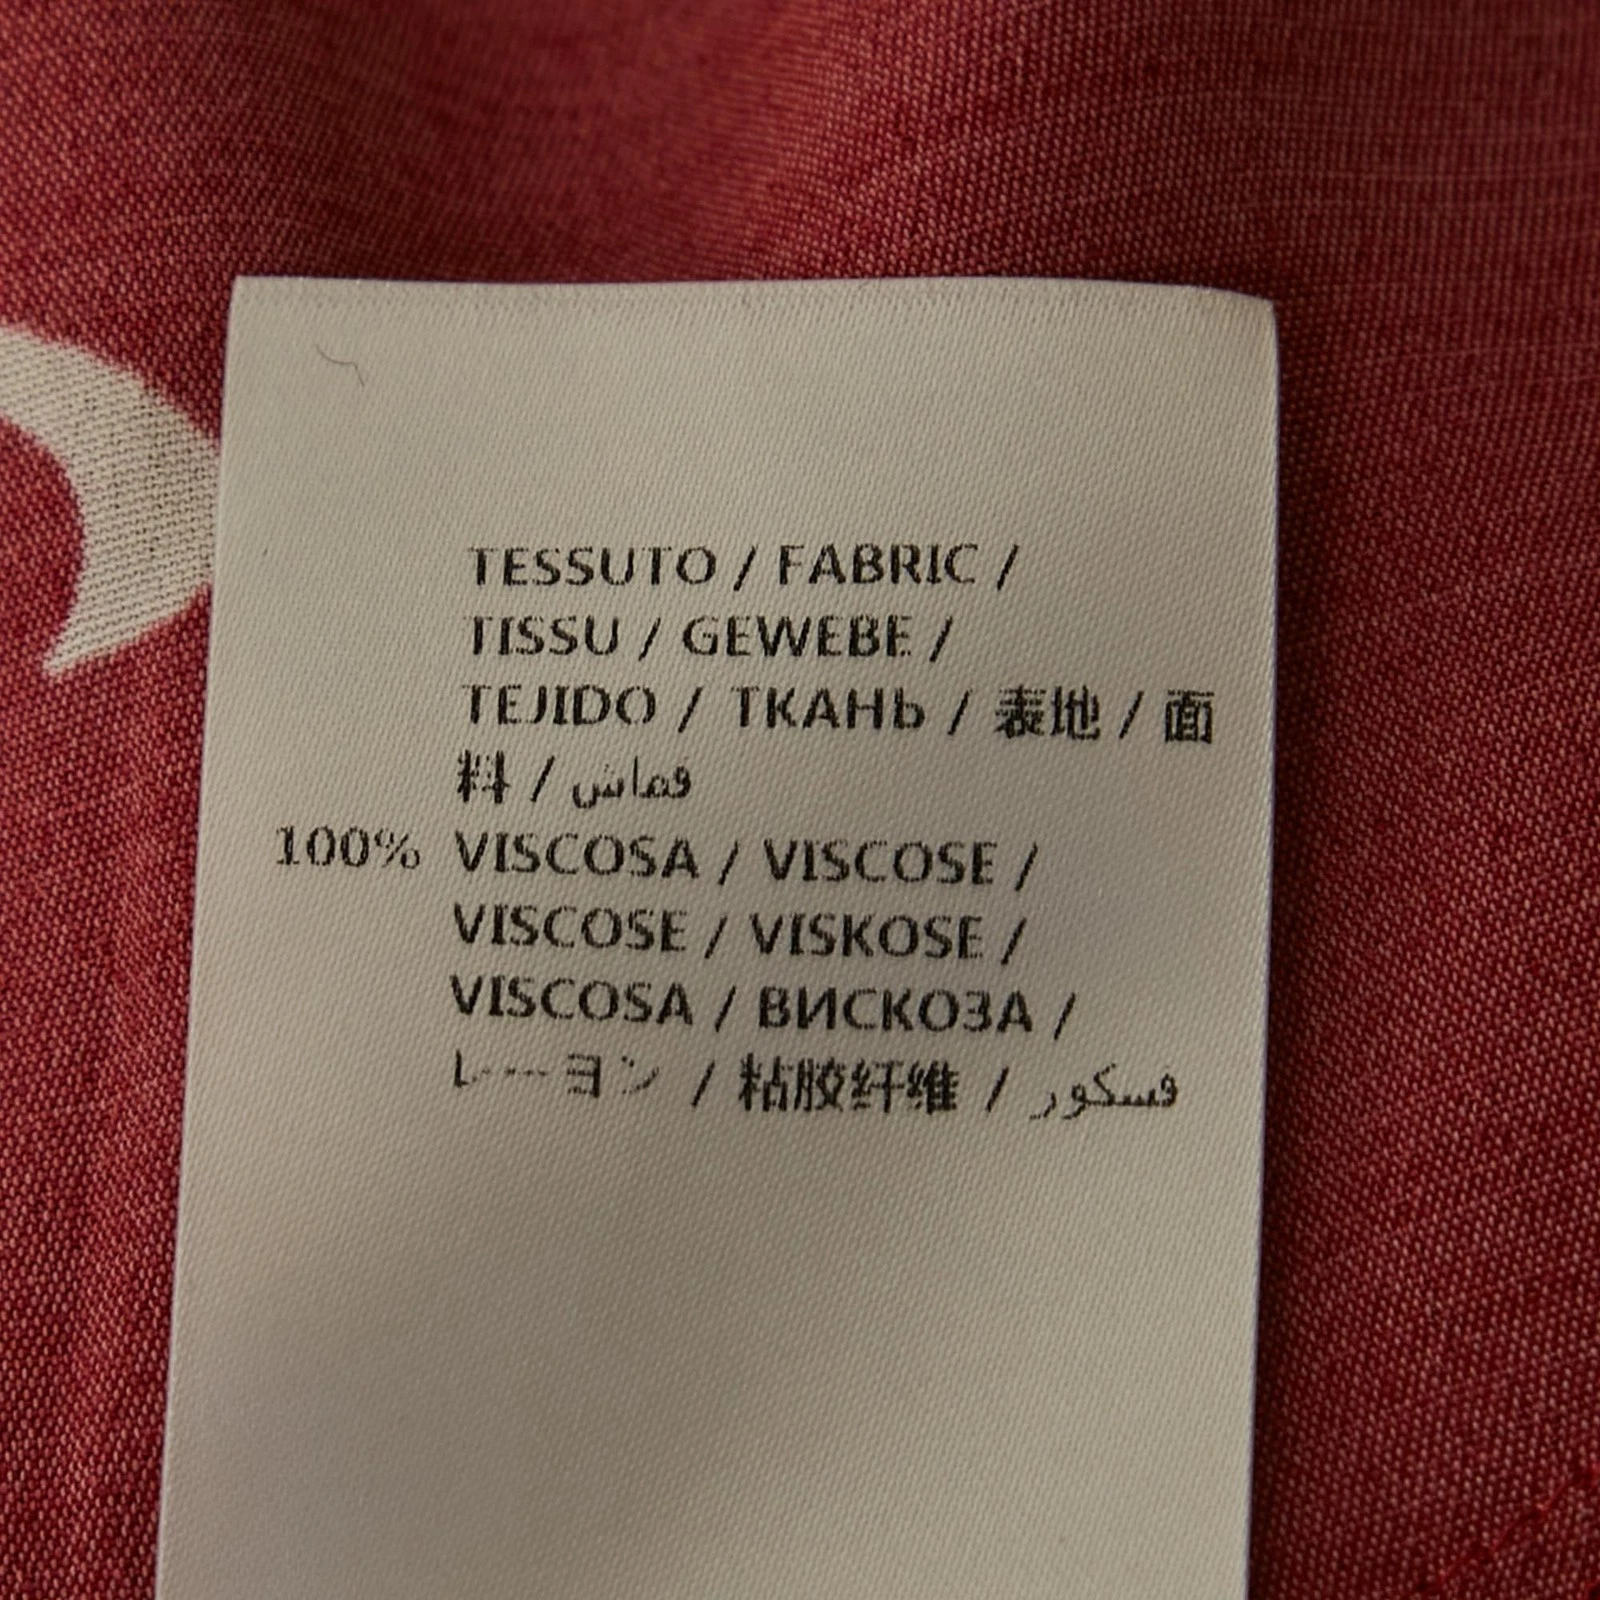 TESSUTO / FABRIC /
TISSU / GEWEBE /
TEJIDO / ТКАНЬ / 表地 / 面
料 / قماش
100% VISCOSA / VISCOSE /
VISCOSE / VISKOSE /
VISCOSA / ВИСКОЗА /
レーヨン / 粘胶纤维 / فسكور